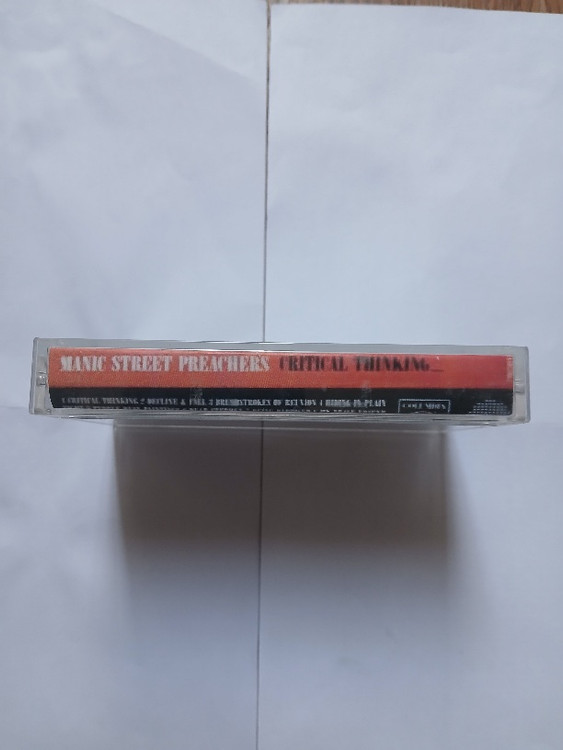 MANIC STREET PREACHERS CRITICAL THINKING_
1 CRITICAL THINKING 2 DECLINE & FALL 3 BRUSHSTROKES OF REUNION 4 HIDING IN PLAIN
COLUMBIA